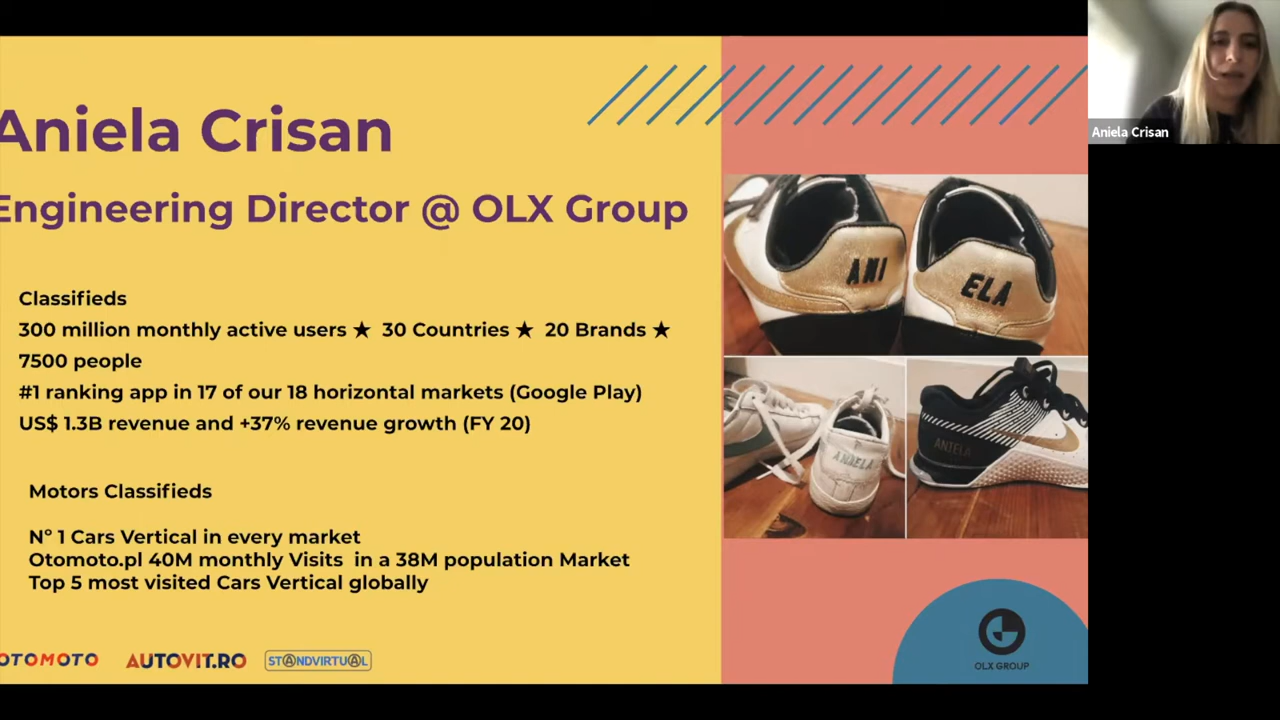 Aniela Crisan
Engineering Director @ OLX Group
Classifieds
300 million monthly active users ★ 30 Countries ★ 20 Brands ★
7500 people
#1 ranking app in 17 of our 18 horizontal markets (Google Play)
US$ 1.3B revenue and +37% revenue growth (FY 20)
Motors Classifieds
Nº 1 Cars Vertical in every market
Otomoto.pl 40M monthly Visits in a 38M population Market
Top 5 most visited Cars Vertical globally
OTOMOTO
AUTOVIT.RO
STANDVIRTUAL
ANI
ELA
ANIELA
ANIELA
OLX GROUP
Aniela Crisan